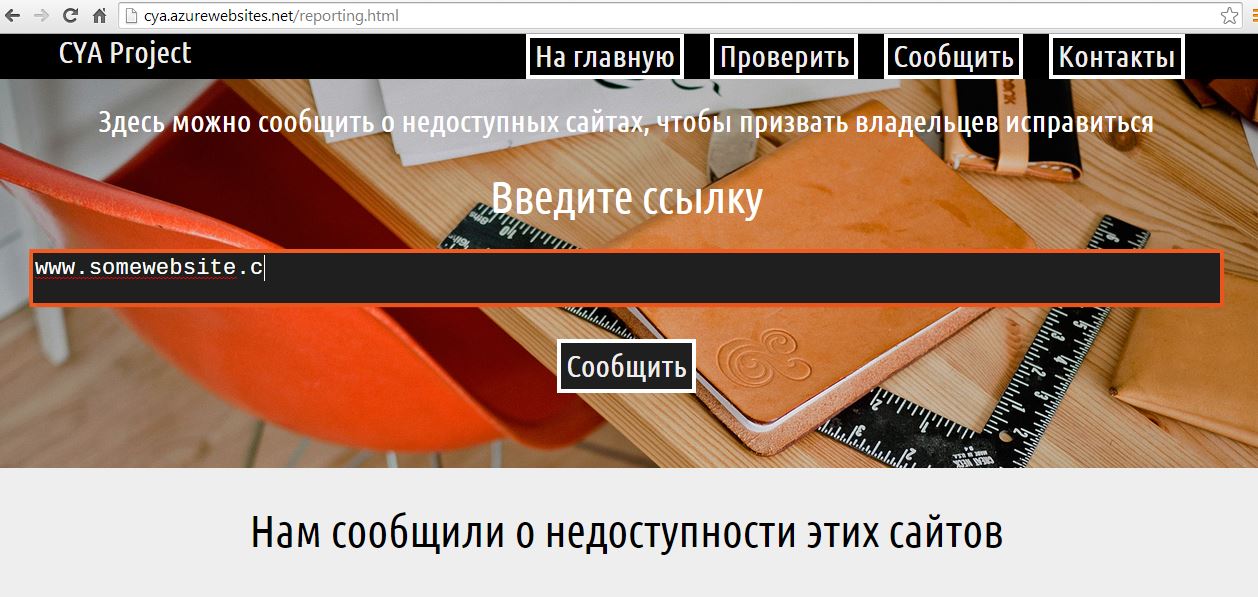 cya.azurewebsites.net/reporting.html
CYA Project На главную Проверить Сообщить Контакты
Здесь можно сообщить о недоступных сайтах, чтобы призвать владельцев исправиться
Введите ссылку
www.somewebsite.c
Сообщить
Нам сообщили о недоступности этих сайтов